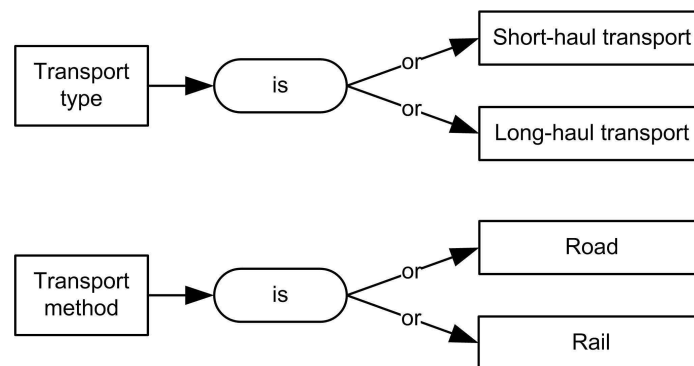 Transport
type
is
or
or
Short-haul transport
Long-haul transport
Transport
method
is
or
or
Road
Rail